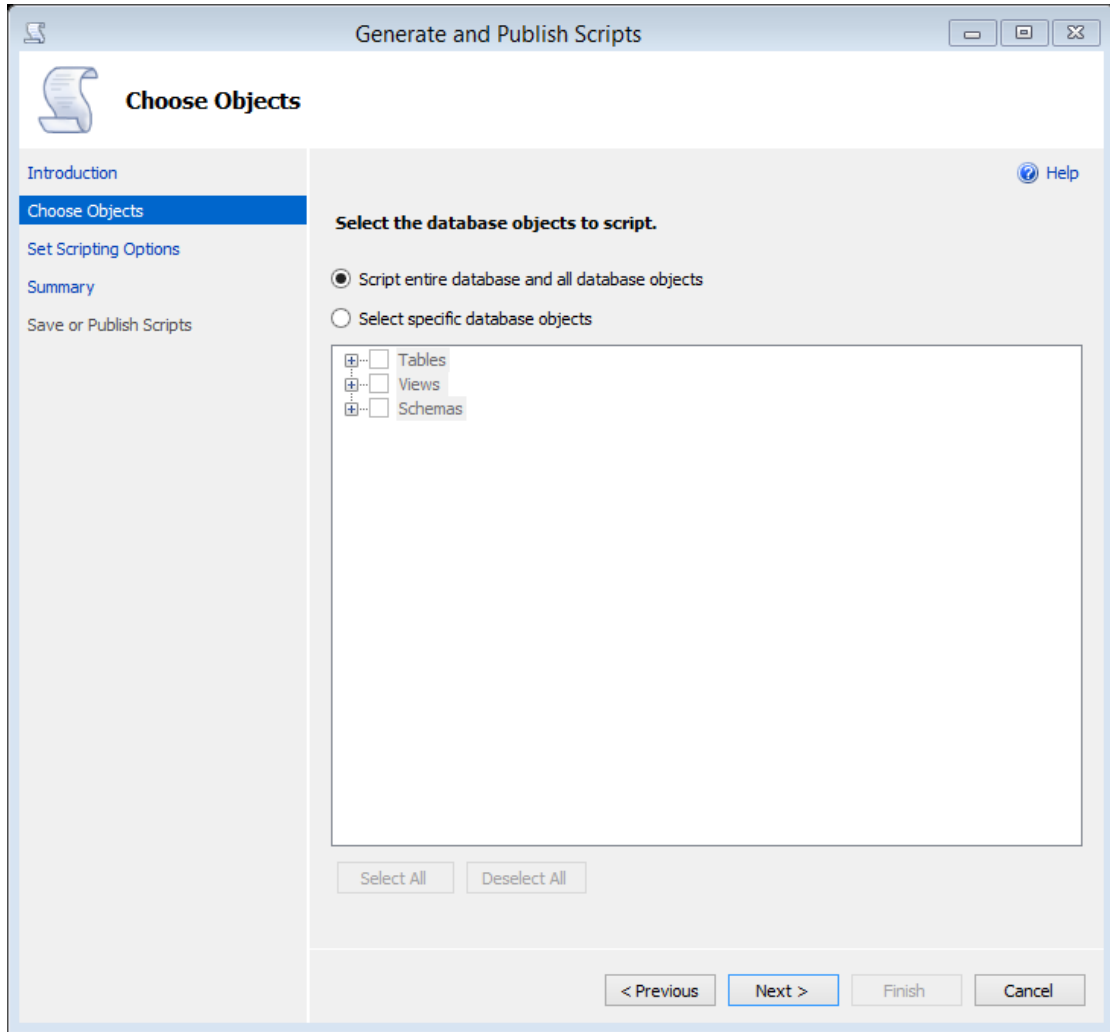 Generate and Publish Scripts
Choose Objects
Introduction
Choose Objects
Set Scripting Options
Summary
Save or Publish Scripts
Help
Select the database objects to script.
Script entire database and all database objects
Select specific database objects
Tables
Views
Schemas
Select All Deselect All
< Previous Next > Finish Cancel